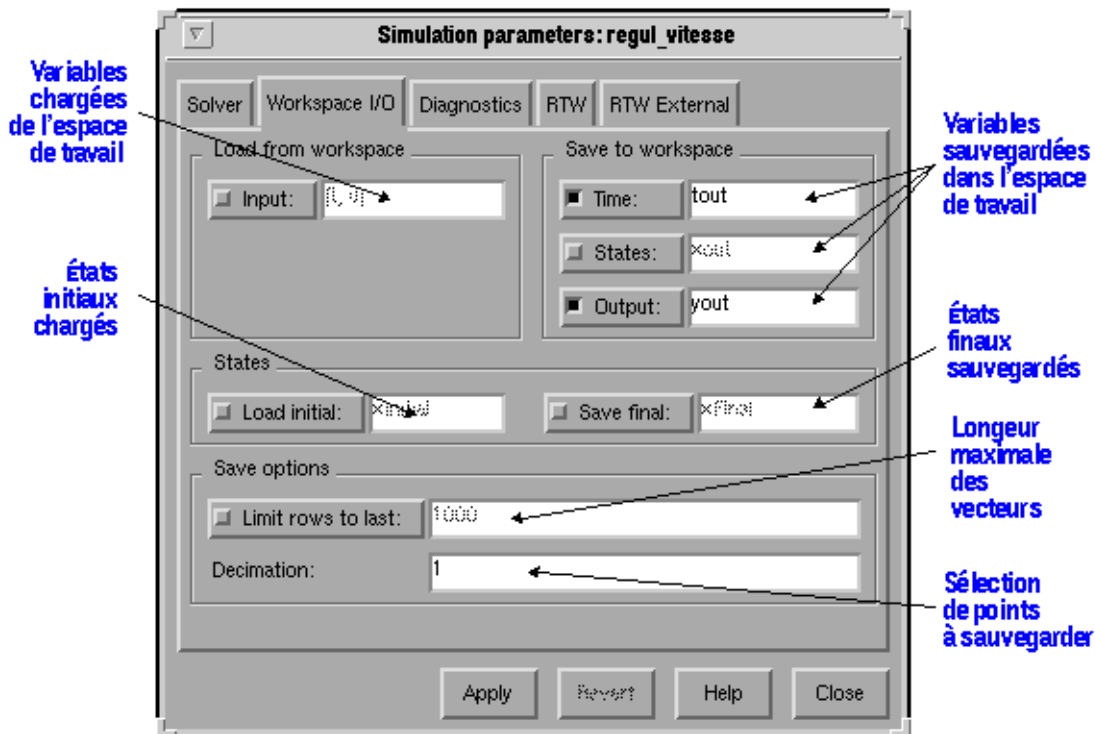 Simulation parameters: regul_vitesse
Variables
chargées
de l'espace
de travail
Solver
Workspace I/O
Diagnostics
RTW
RTW External
Variables
sauvegardées
dans l'espace
de travail
Load from workspace
Input:
Save to workspace
Time:
tout
States:
xout
Output:
yout
États
initiaux
chargés
États
finaux
sauvegardés
States
Load initial:
xInitial
Save final:
xFinal
Longeur
maximale
des
vecteurs
Save options
Limit rows to last:
1000
Decimation:
1
Sélection
de points
à sauvegarder
Apply
Revert
Help
Close